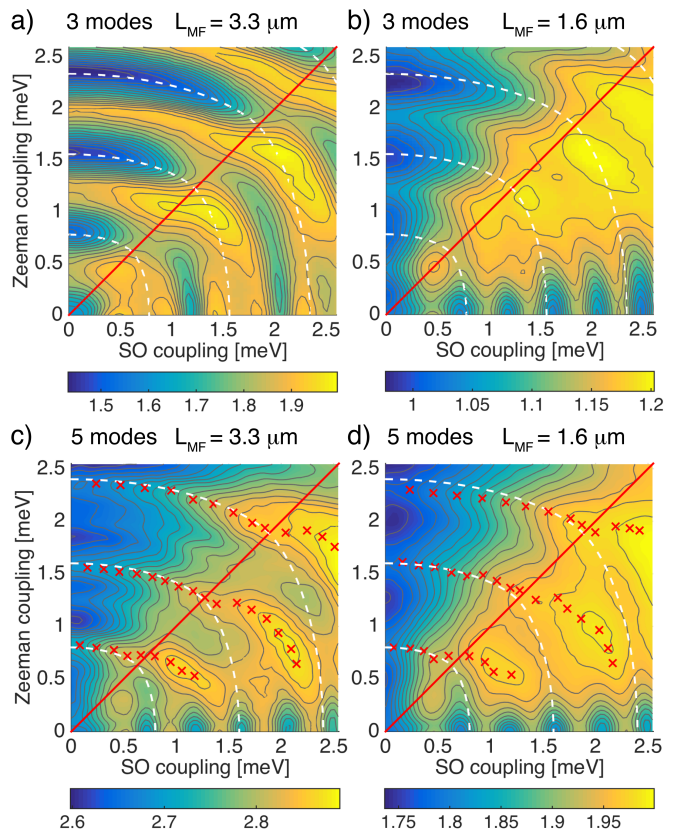 a) 3 modes L_MF = 3.3 μm
b) 3 modes L_MF = 1.6 μm
2.5
2
1.5
1
0.5
0
Zeeman coupling [meV]
0 0.5 1 1.5 2 2.5
SO coupling [meV]
1.5 1.6 1.7 1.8 1.9
2.5
2
1.5
1
0.5
0
Zeeman coupling [meV]
0 0.5 1 1.5 2 2.5
SO coupling [meV]
1 1.05 1.1 1.15 1.2
c) 5 modes L_MF = 3.3 μm
d) 5 modes L_MF = 1.6 μm
2.5
2
1.5
1
0.5
0
Zeeman coupling [meV]
0 0.5 1 1.5 2 2.5
SO coupling [meV]
2.6 2.7 2.8
2.5
2
1.5
1
0.5
0
Zeeman coupling [meV]
0 0.5 1 1.5 2 2.5
SO coupling [meV]
1.75 1.8 1.85 1.9 1.95